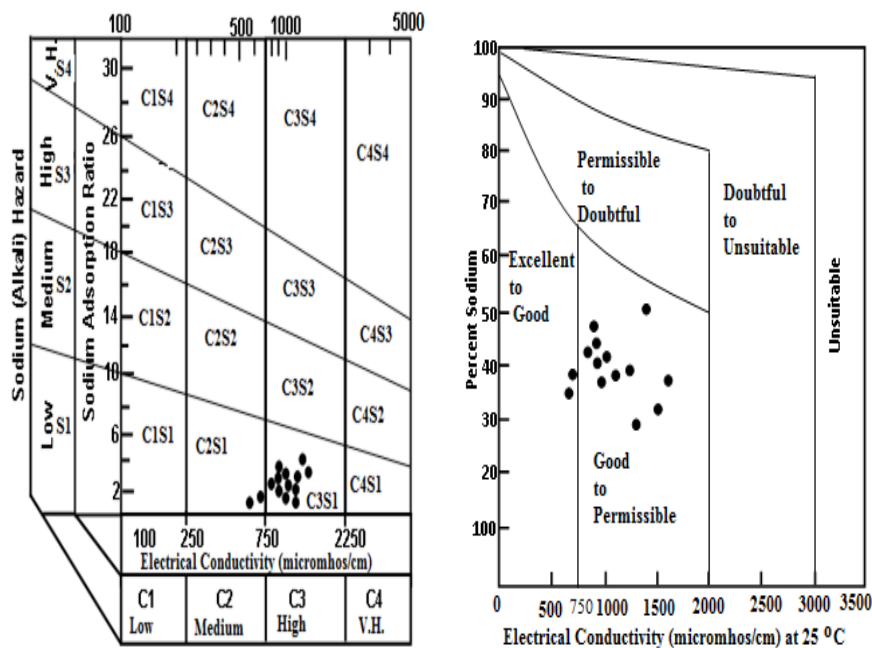 100 500 1000 5000
Sodium (Alkali) Hazard
V. H. S4
High S3
Medium S2
Low S1
Sodium Adsorption Ratio
30
26
22
18
14
10
6
2
C1S4
C2S4
C3S4
C4S4
C1S3
C2S3
C3S3
C4S3
C1S2
C2S2
C3S2
C4S2
C1S1
C2S1
C3S1
C4S1
100 250 750 2250
Electrical Conductivity (micromhos/cm)
C1 C2 C3 C4
Low Medium High V.H.
Percent Sodium
100
90
80
70
60
50
40
30
20
100
Excellent
to
Good
Permissible
to
Doubtful
Doubtful
to
Unsuitable
Unsuitable
Good
to
Permissible
0 500 750 1000 1500 2000 2500 3000 3500
Electrical Conductivity (micromhos/cm) at 25 ⁰C